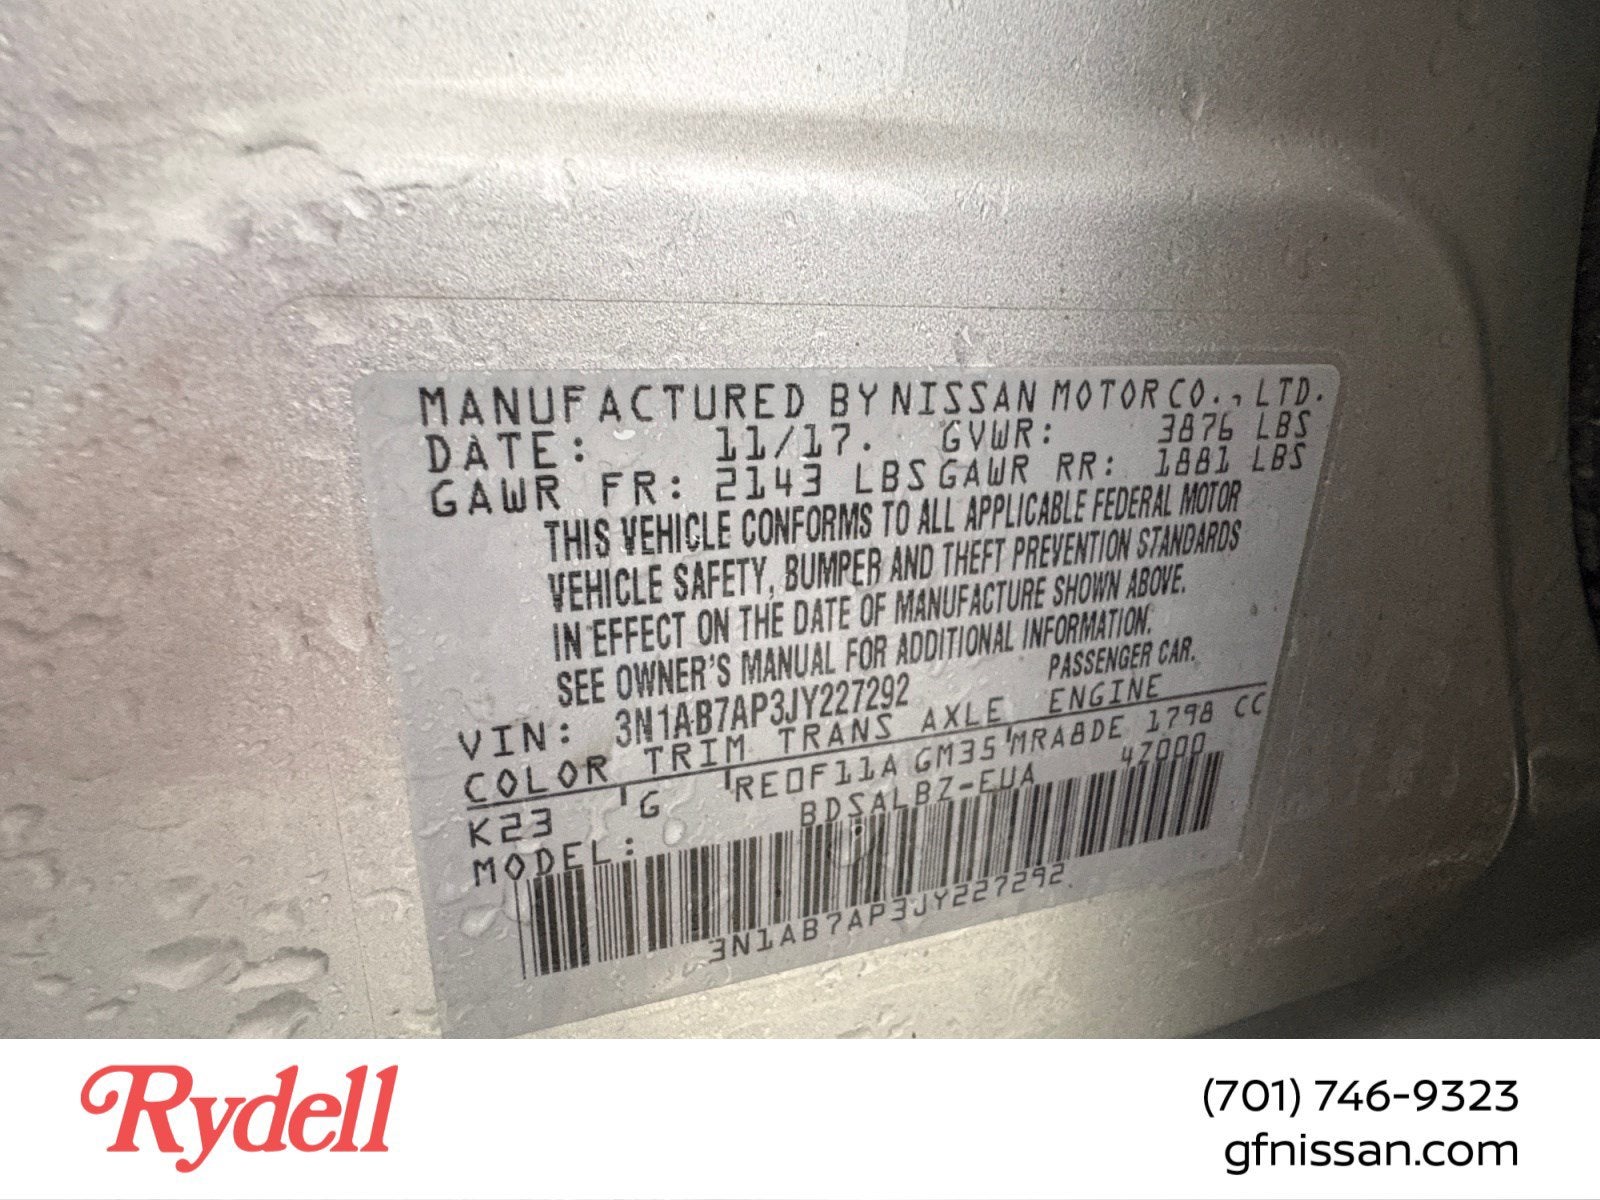 MANUFACTURED BY NISSAN MOTOR CO., LTD.
DATE: 11/17. GVWR: 3876 LBS
GAWR FR: 2143 LBS GAWR RR: 1881 LBS
THIS VEHICLE CONFORMS TO ALL APPLICABLE FEDERAL MOTOR
VEHICLE SAFETY, BUMPER AND THEFT PREVENTION STANDARDS
IN EFFECT ON THE DATE OF MANUFACTURE SHOWN ABOVE.
SEE OWNER'S MANUAL FOR ADDITIONAL INFORMATION.
VIN: 3N1AB7AP3JY227292 PASSENGER CAR.
COLOR TRIM TRANS AXLE ENGINE
K23 'G 'RE0F11A GM35 'MRA8DE 1798 CC
MODEL: BDSALBZ-EUA 4Z000
3N1AB7AP3JY227292
Rydell
(701) 746-9323
gfnissan.com